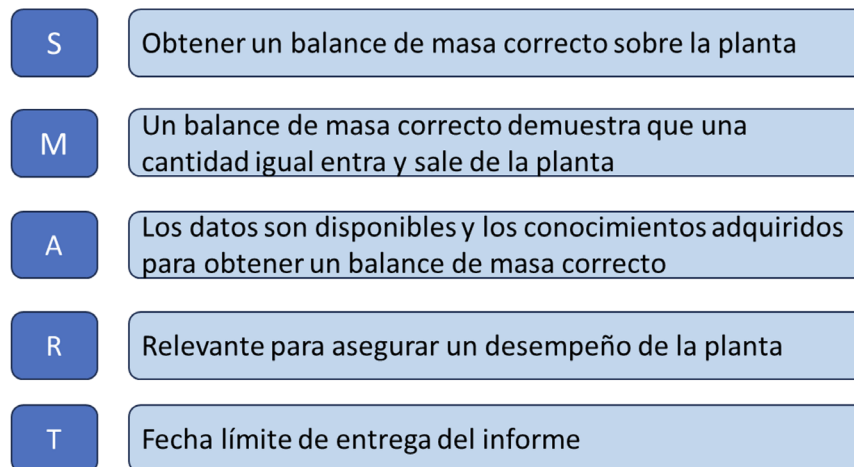 S
Obtener un balance de masa correcto sobre la planta
M
Un balance de masa correcto demuestra que una
cantidad igual entra y sale de la planta
A
Los datos son disponibles y los conocimientos adquiridos
para obtener un balance de masa correcto
R
Relevante para asegurar un desempeño de la planta
T
Fecha límite de entrega del informe